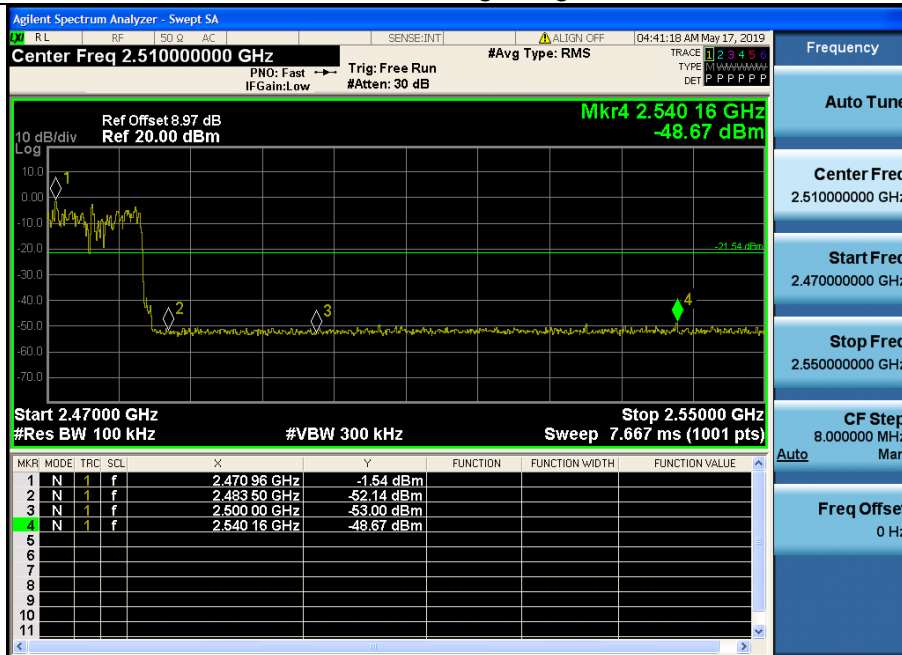 Agilent Spectrum Analyzer - Swept SA
LXI RL RF 50 Ω AC SENSE:INT ALIGN OFF 04:41:18 AM May 17, 2019
Center Freq 2.510000000 GHz #Avg Type: RMS TRACE 1 2 3 4 5 6
PNO: Fast Trig: Free Run TYPE M W W W W W
IFGain:Low #Atten: 30 dB DET P P P P P P
Frequency
Auto Tune
Mkr4 2.540 16 GHz
Ref Offset 8.97 dB
10 dB/div Ref 20.00 dBm -48.67 dBm
Log
10.0
0.00
-10.0
-20.0
-30.0
-40.0
-50.0
-60.0
-70.0
1
2
3
4
-21.54 dBm
Center Freq
2.510000000 GHz
Start Freq
2.470000000 GHz
Stop Freq
2.550000000 GHz
Start 2.47000 GHz Stop 2.55000 GHz
#Res BW 100 kHz #VBW 300 kHz Sweep 7.667 ms (1001 pts)
CF Step
8.000000 MHz
Auto Man
MKR MODE TRC SCL X Y FUNCTION FUNCTION WIDTH FUNCTION VALUE
1 N 1 f 2.470 96 GHz -1.54 dBm
2 N 1 f 2.483 50 GHz -52.14 dBm
3 N 1 f 2.500 00 GHz -53.00 dBm
4 N 1 f 2.540 16 GHz -48.67 dBm
5
6
7
8
9
10
11
Freq Offset
0 Hz